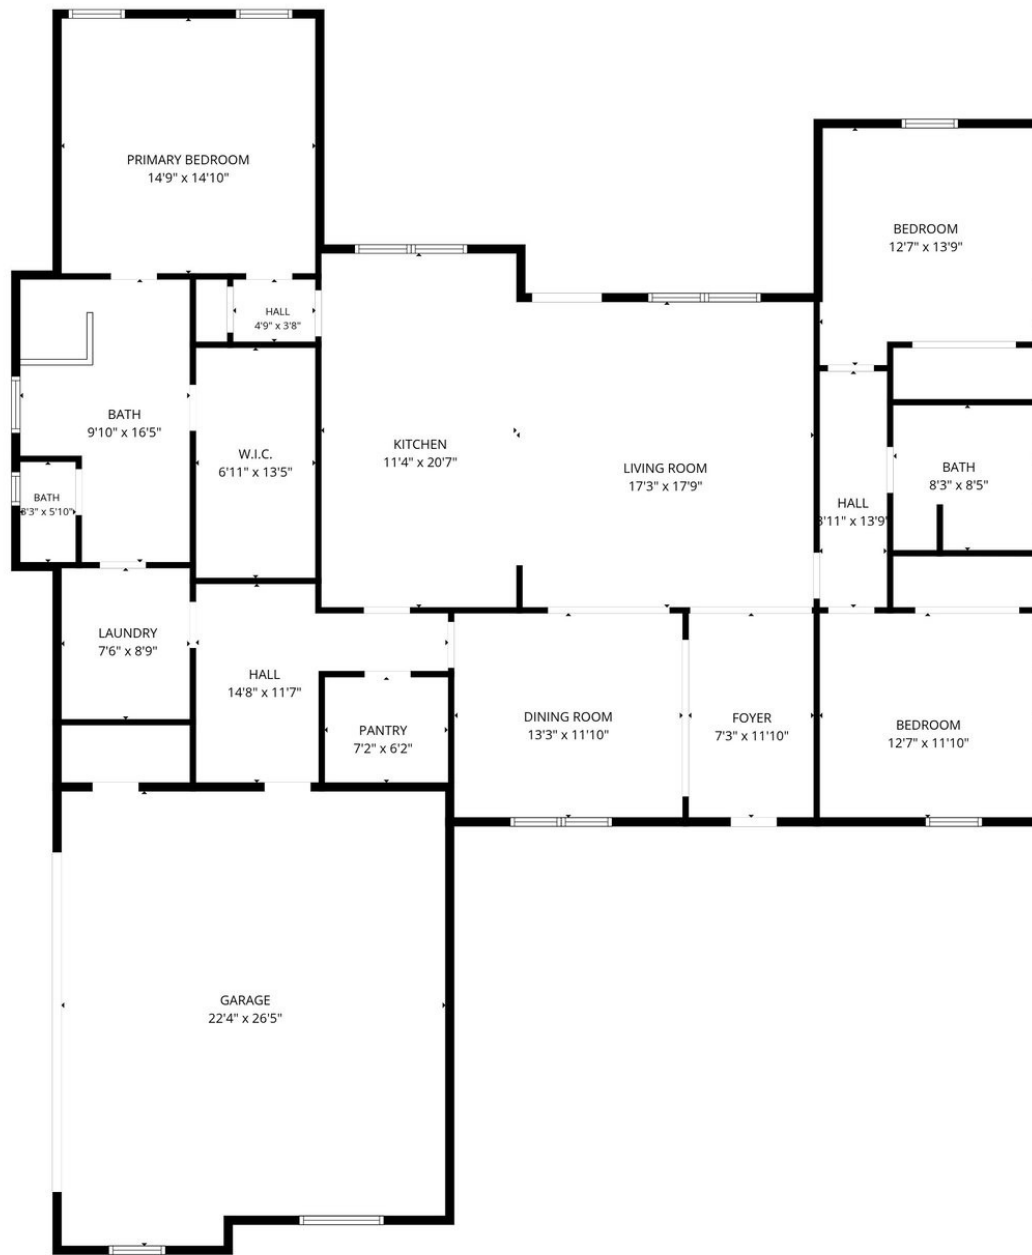 PRIMARY BEDROOM
14'9" x 14'10"
BEDROOM
12'7" x 13'9"
HALL
4'9" x 3'8"
BATH
9'10" x 16'5"
W.I.C.
6'11" x 13'5"
KITCHEN
11'4" x 20'7"
LIVING ROOM
17'3" x 17'9"
BATH
8'3" x 8'5"
BATH
3'3" x 5'10"
HALL
3'11" x 13'9"
LAUNDRY
7'6" x 8'9"
HALL
14'8" x 11'7"
PANTRY
7'2" x 6'2"
DINING ROOM
13'3" x 11'10"
FOYER
7'3" x 11'10"
BEDROOM
12'7" x 11'10"
GARAGE
22'4" x 26'5"